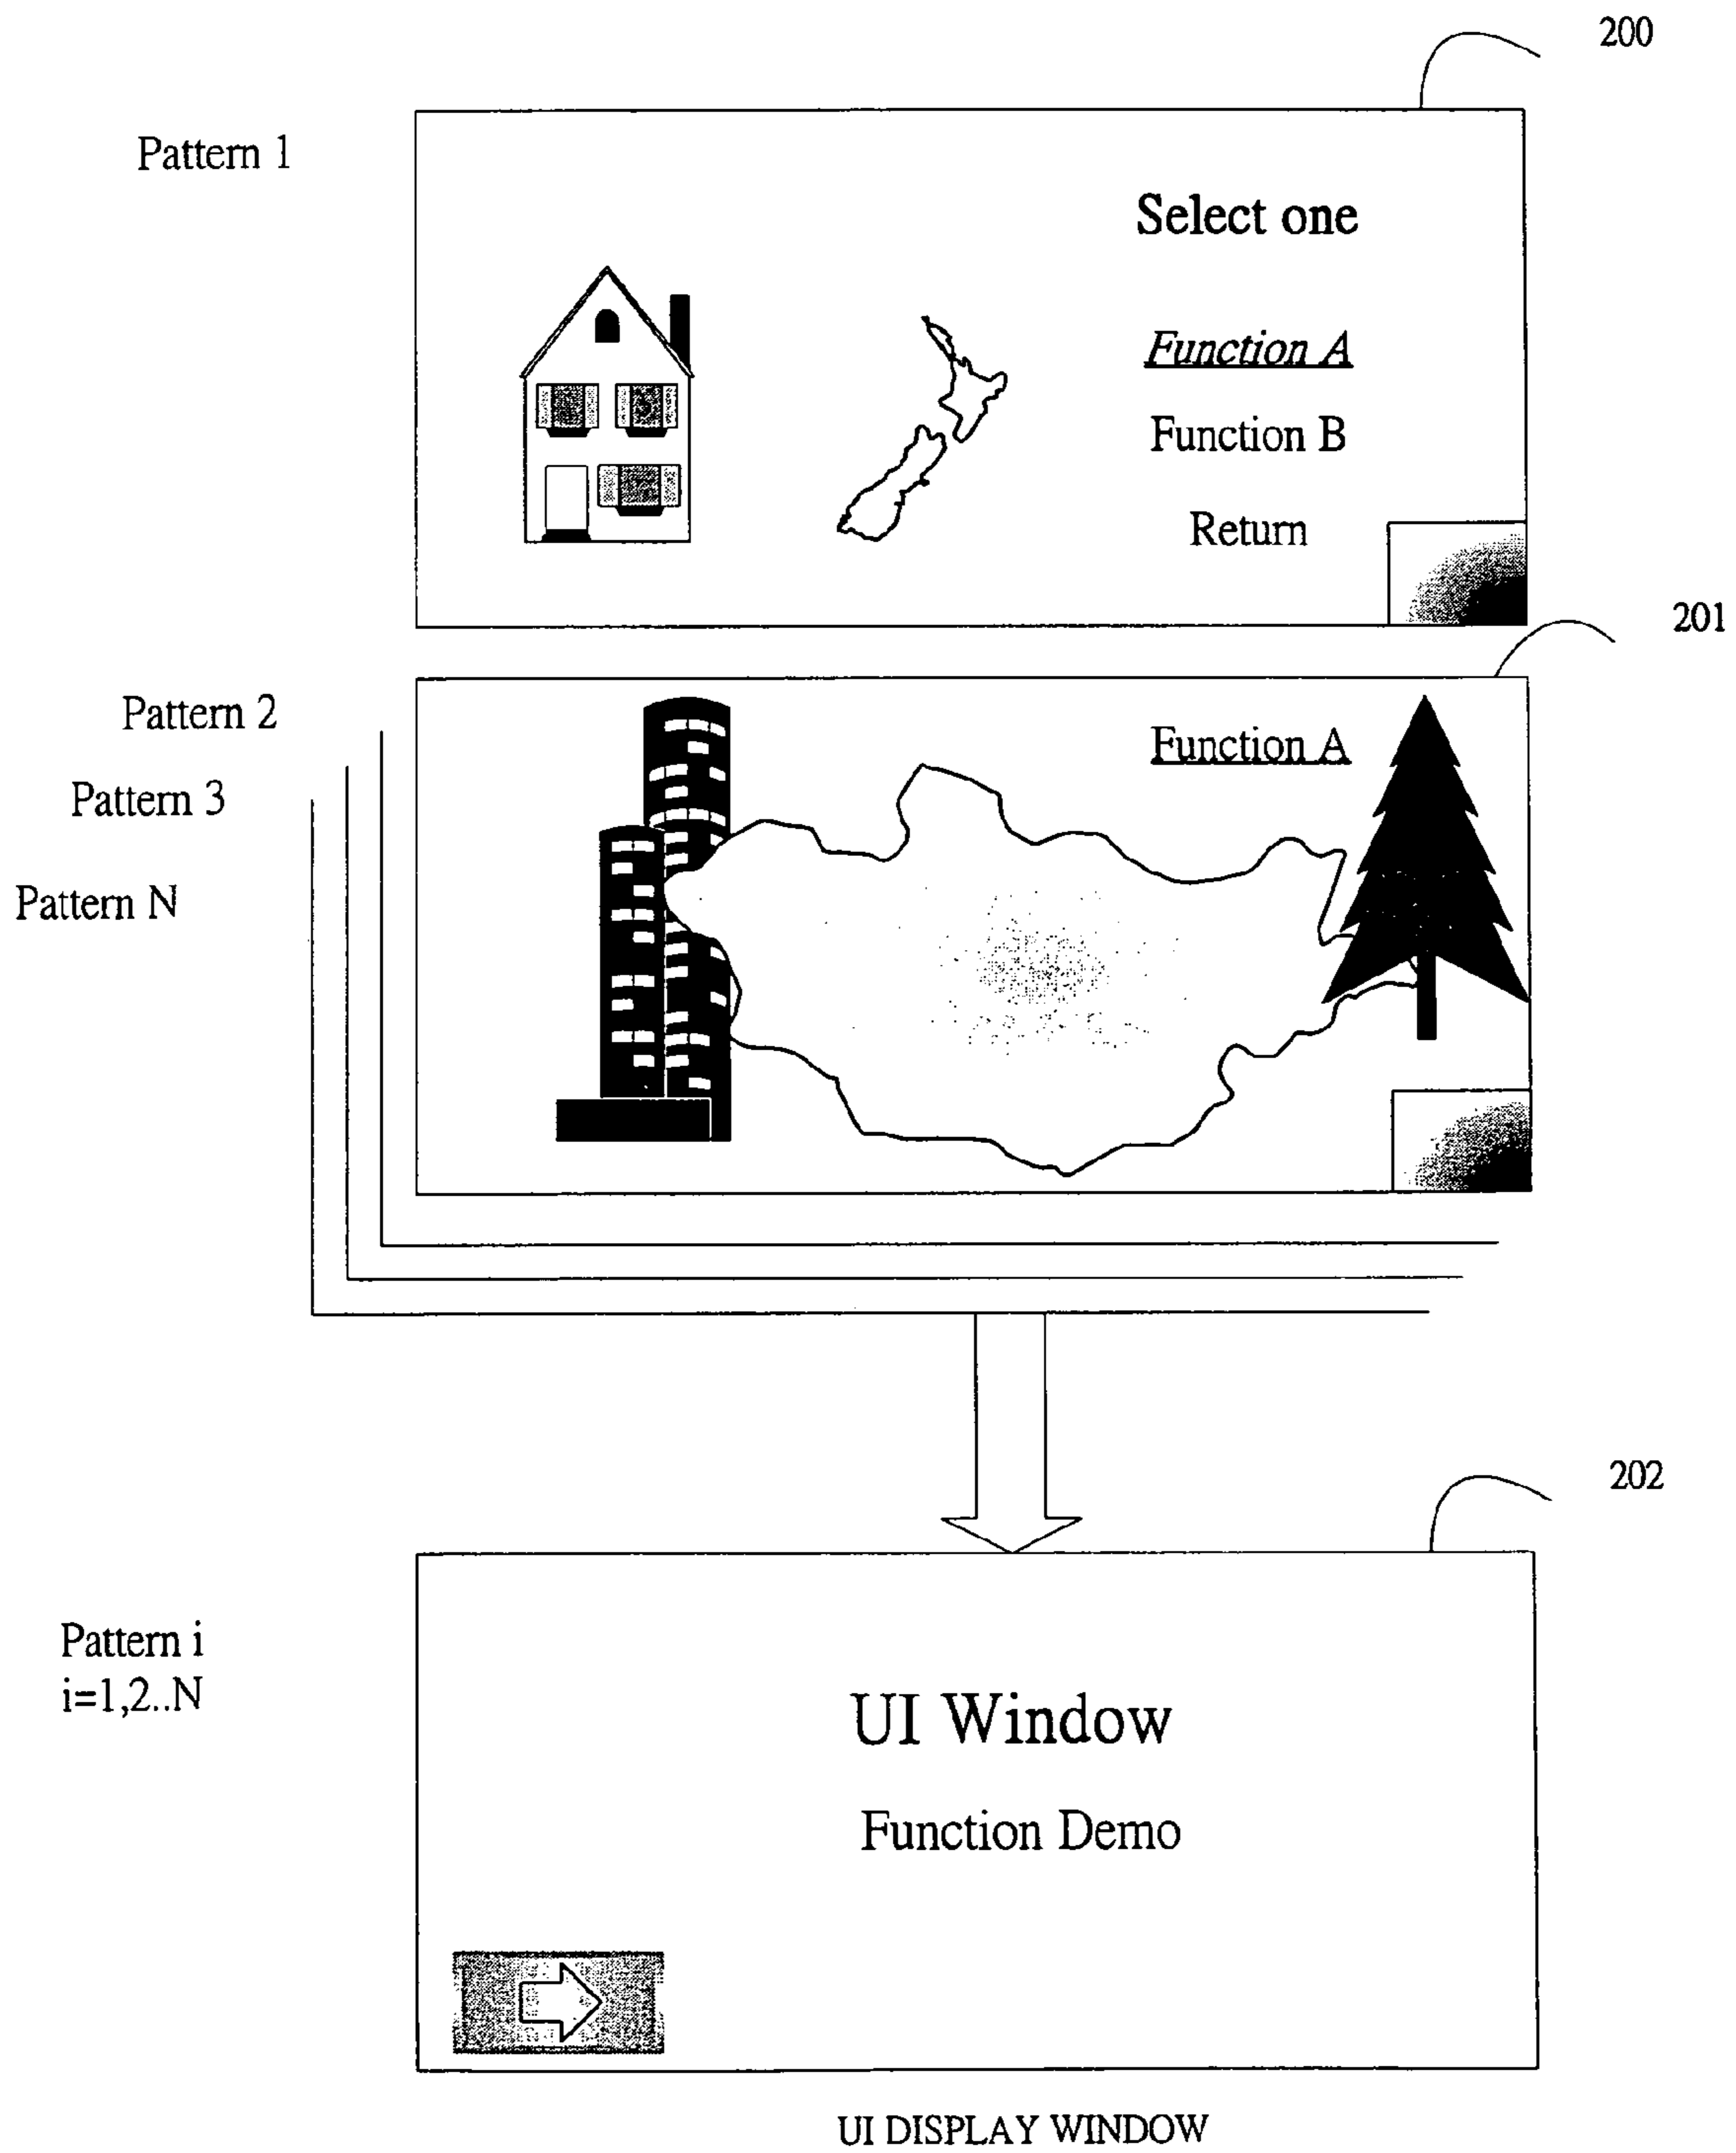 200
Pattern 1
Select one
Function A
Function B
Return
201
Pattern 2
Function A
Pattern 3
Pattern N
202
Pattern i
i=1,2..N
UI Window
Function Demo
UI DISPLAY WINDOW